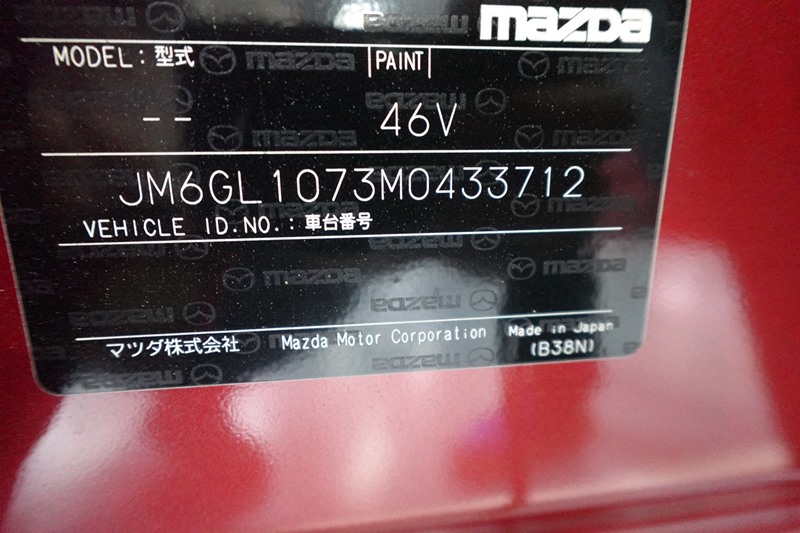 mazda
MODEL: 型式 PAINT
-- 46V
JM6GL1073M0433712
VEHICLE ID.NO.: 車台番号
マツダ株式会社 Mazda Motor Corporation Made in Japan
(B38N)